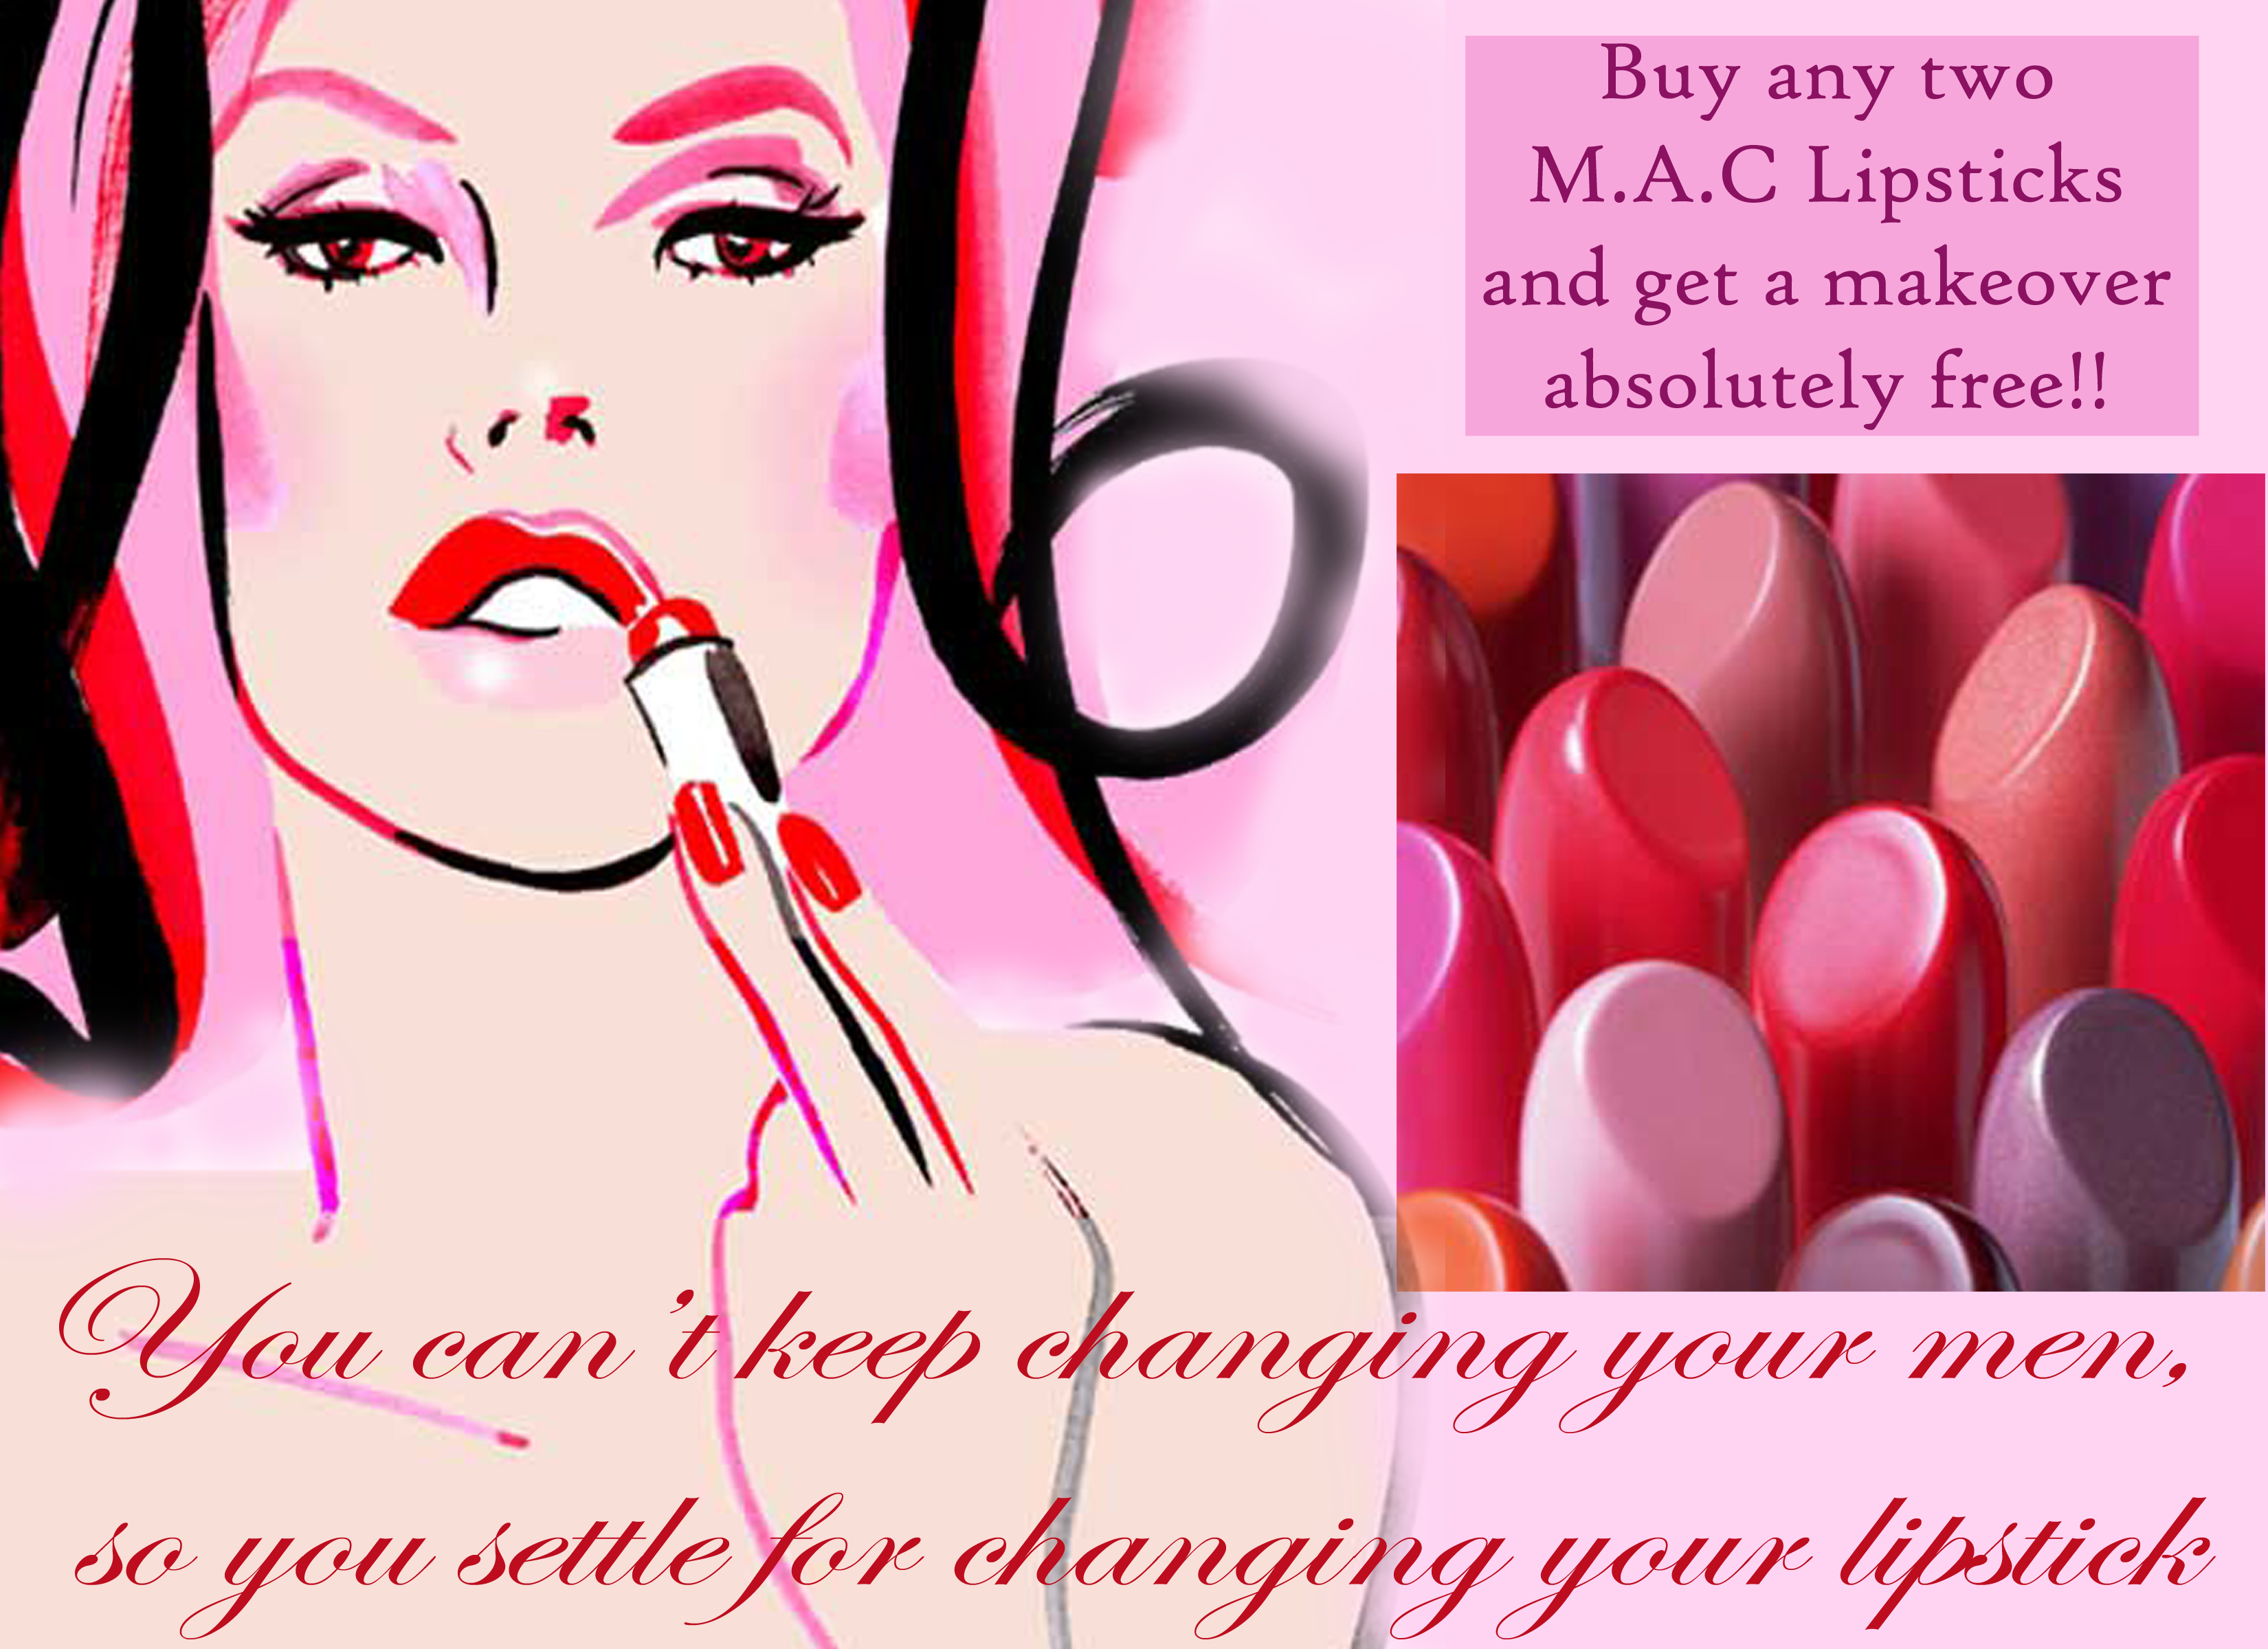 Buy any two
M.A.C Lipsticks
and get a makeover
absolutely free!!
You can't keep changing your men,
so you settle for changing your lipstick